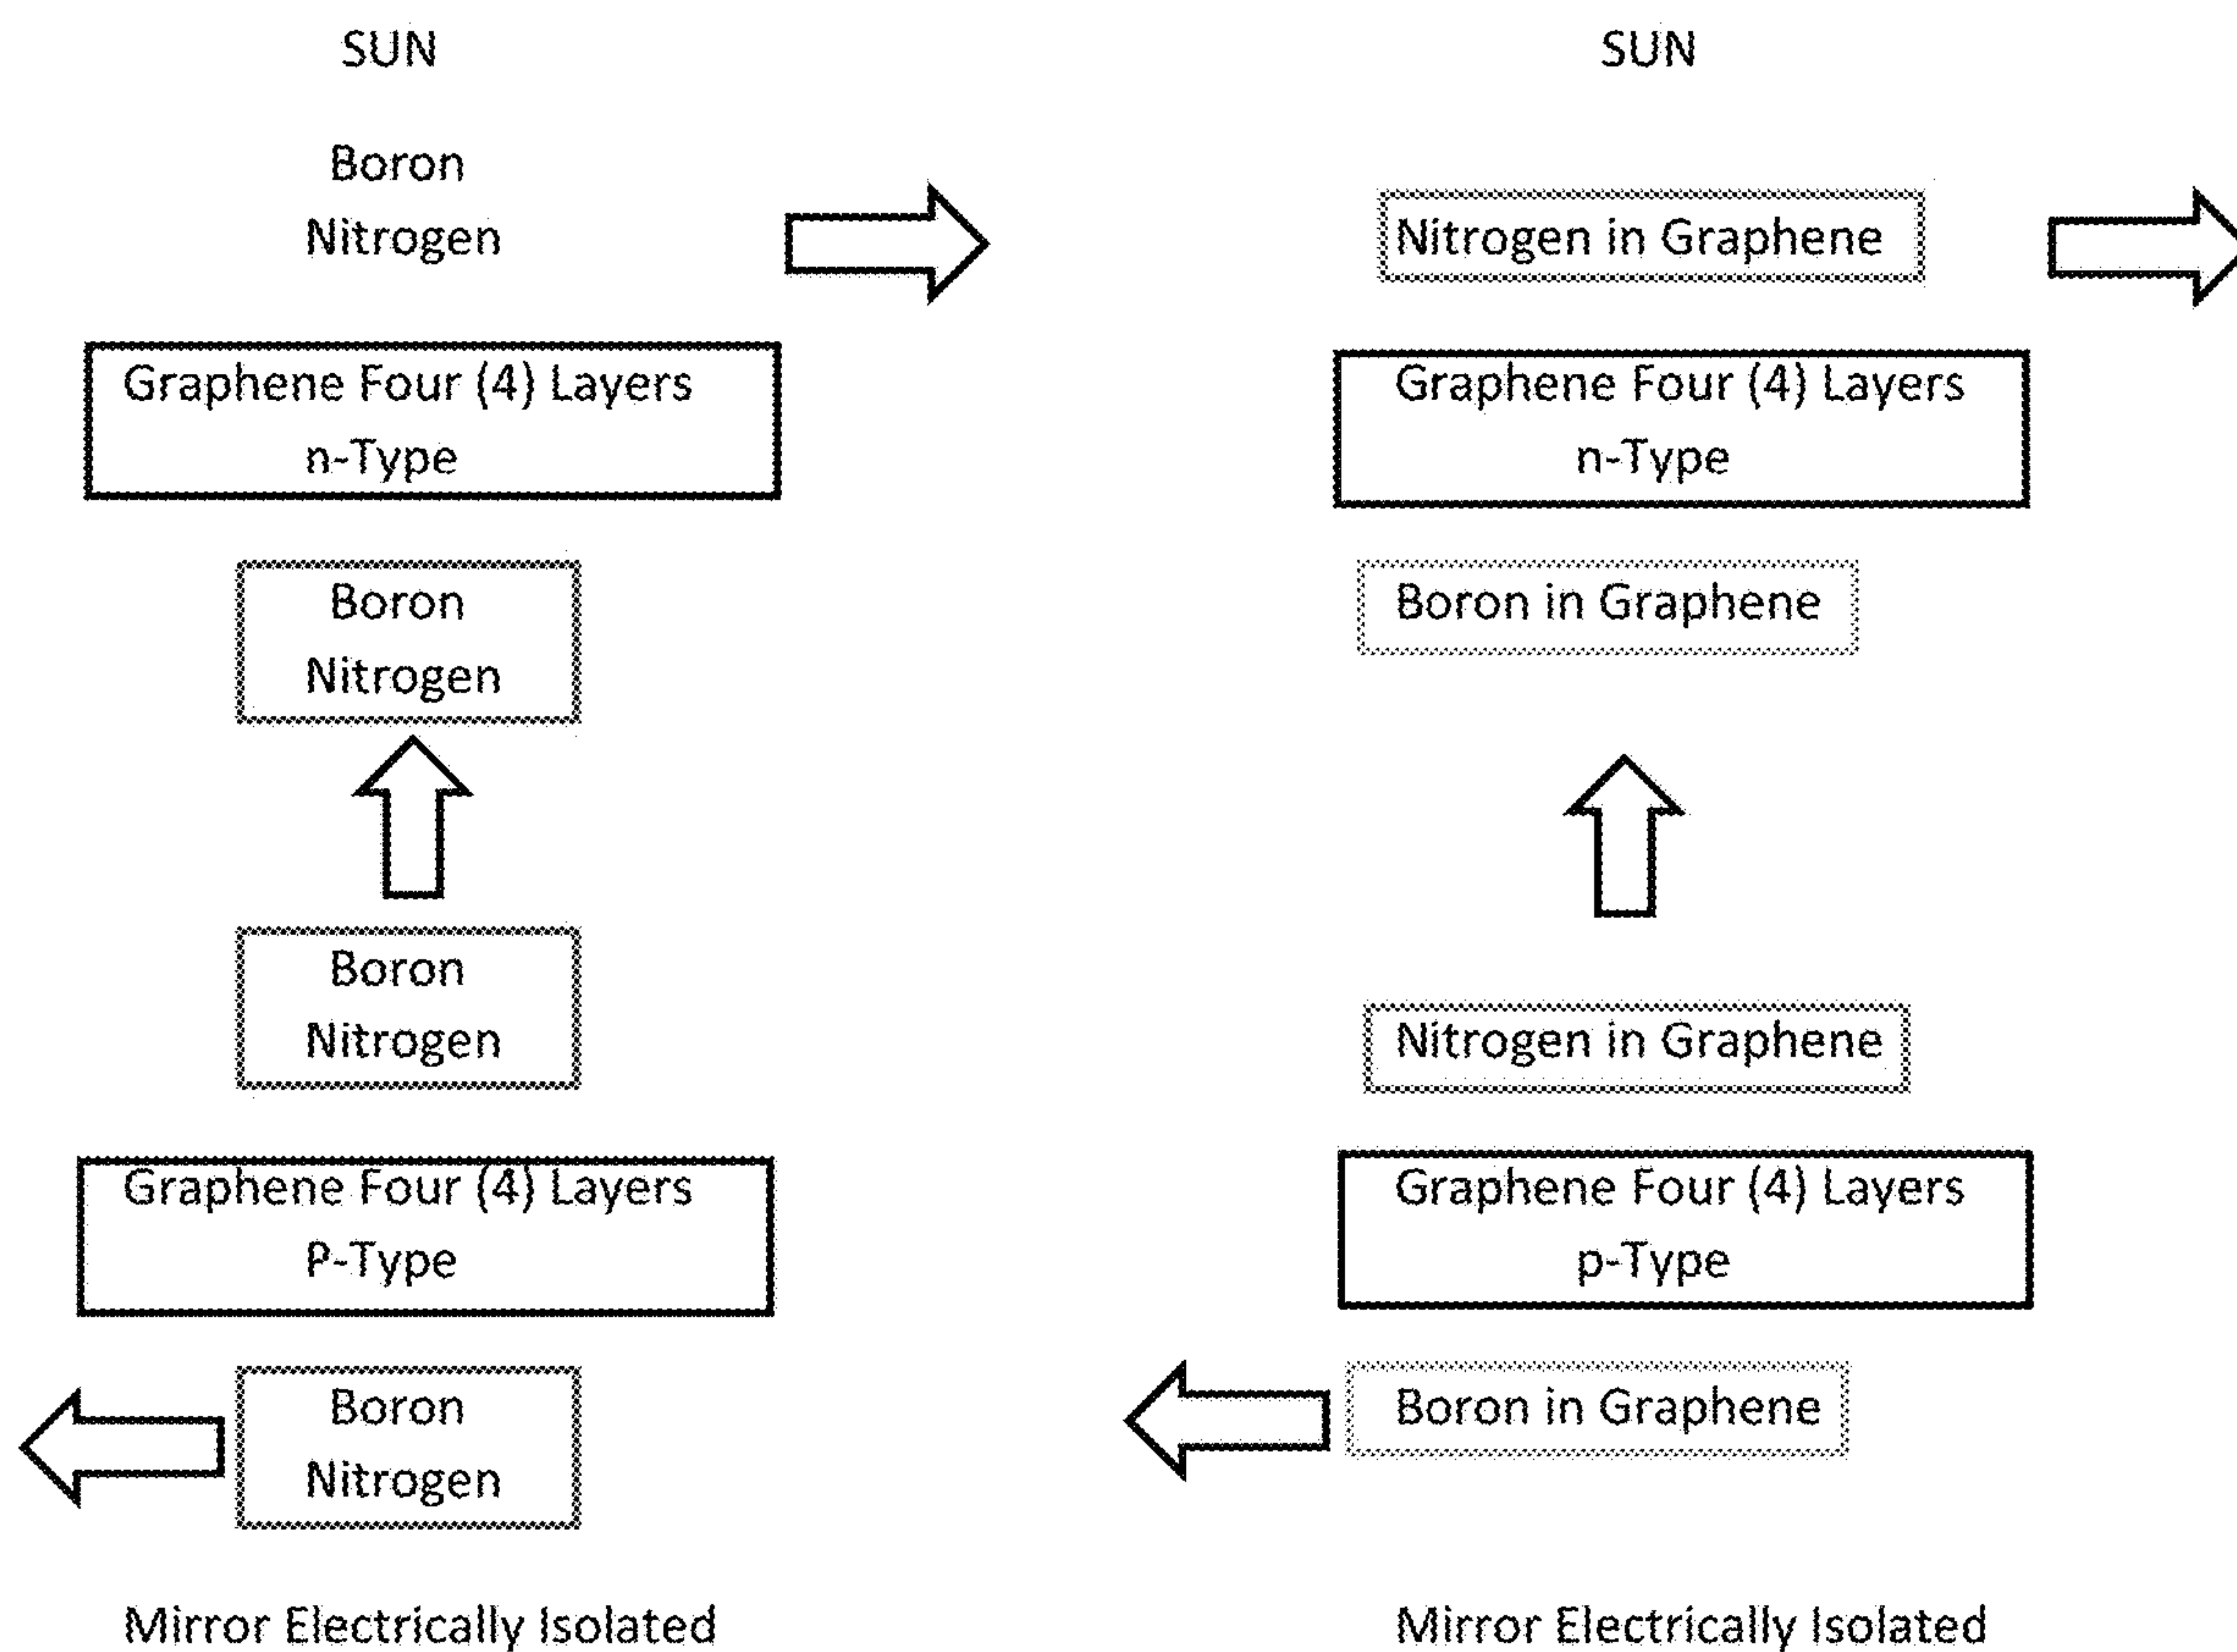 SUN
Boron
Nitrogen
Graphene Four (4) Layers
n-Type
Boron
Nitrogen
Boron
Nitrogen
Graphene Four (4) Layers
P-Type
Boron
Nitrogen
Mirror Electrically Isolated
SUN
Nitrogen in Graphene
Graphene Four (4) Layers
n-Type
Boron in Graphene
Nitrogen in Graphene
Graphene Four (4) Layers
p-Type
Boron in Graphene
Mirror Electrically Isolated